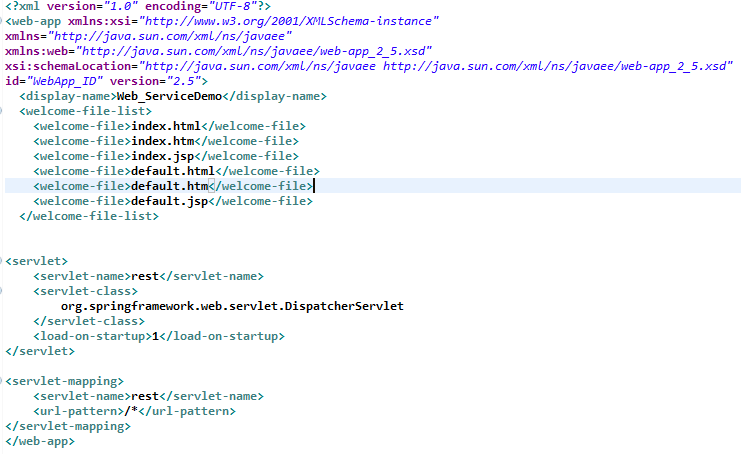 <?xml version="1.0" encoding="UTF-8"?>
<web-app xmlns:xsi="http://www.w3.org/2001/XMLSchema-instance"
xmlns="http://java.sun.com/xml/ns/javaee"
xmlns:web="http://java.sun.com/xml/ns/javaee/web-app_2_5.xsd"
xsi:schemaLocation="http://java.sun.com/xml/ns/javaee http://java.sun.com/xml/ns/javaee/web-app_2_5.xsd"
id="WebApp_ID" version="2.5">
  <display-name>Web_ServiceDemo</display-name>
  <welcome-file-list>
    <welcome-file>index.html</welcome-file>
    <welcome-file>index.htm</welcome-file>
    <welcome-file>index.jsp</welcome-file>
    <welcome-file>default.html</welcome-file>
    <welcome-file>default.htm</welcome-file>
    <welcome-file>default.jsp</welcome-file>
  </welcome-file-list>
<servlet>
    <servlet-name>rest</servlet-name>
    <servlet-class>
        org.springframework.web.servlet.DispatcherServlet
    </servlet-class>
    <load-on-startup>1</load-on-startup>
</servlet>
<servlet-mapping>
    <servlet-name>rest</servlet-name>
    <url-pattern>/*</url-pattern>
</servlet-mapping>
</web-app>